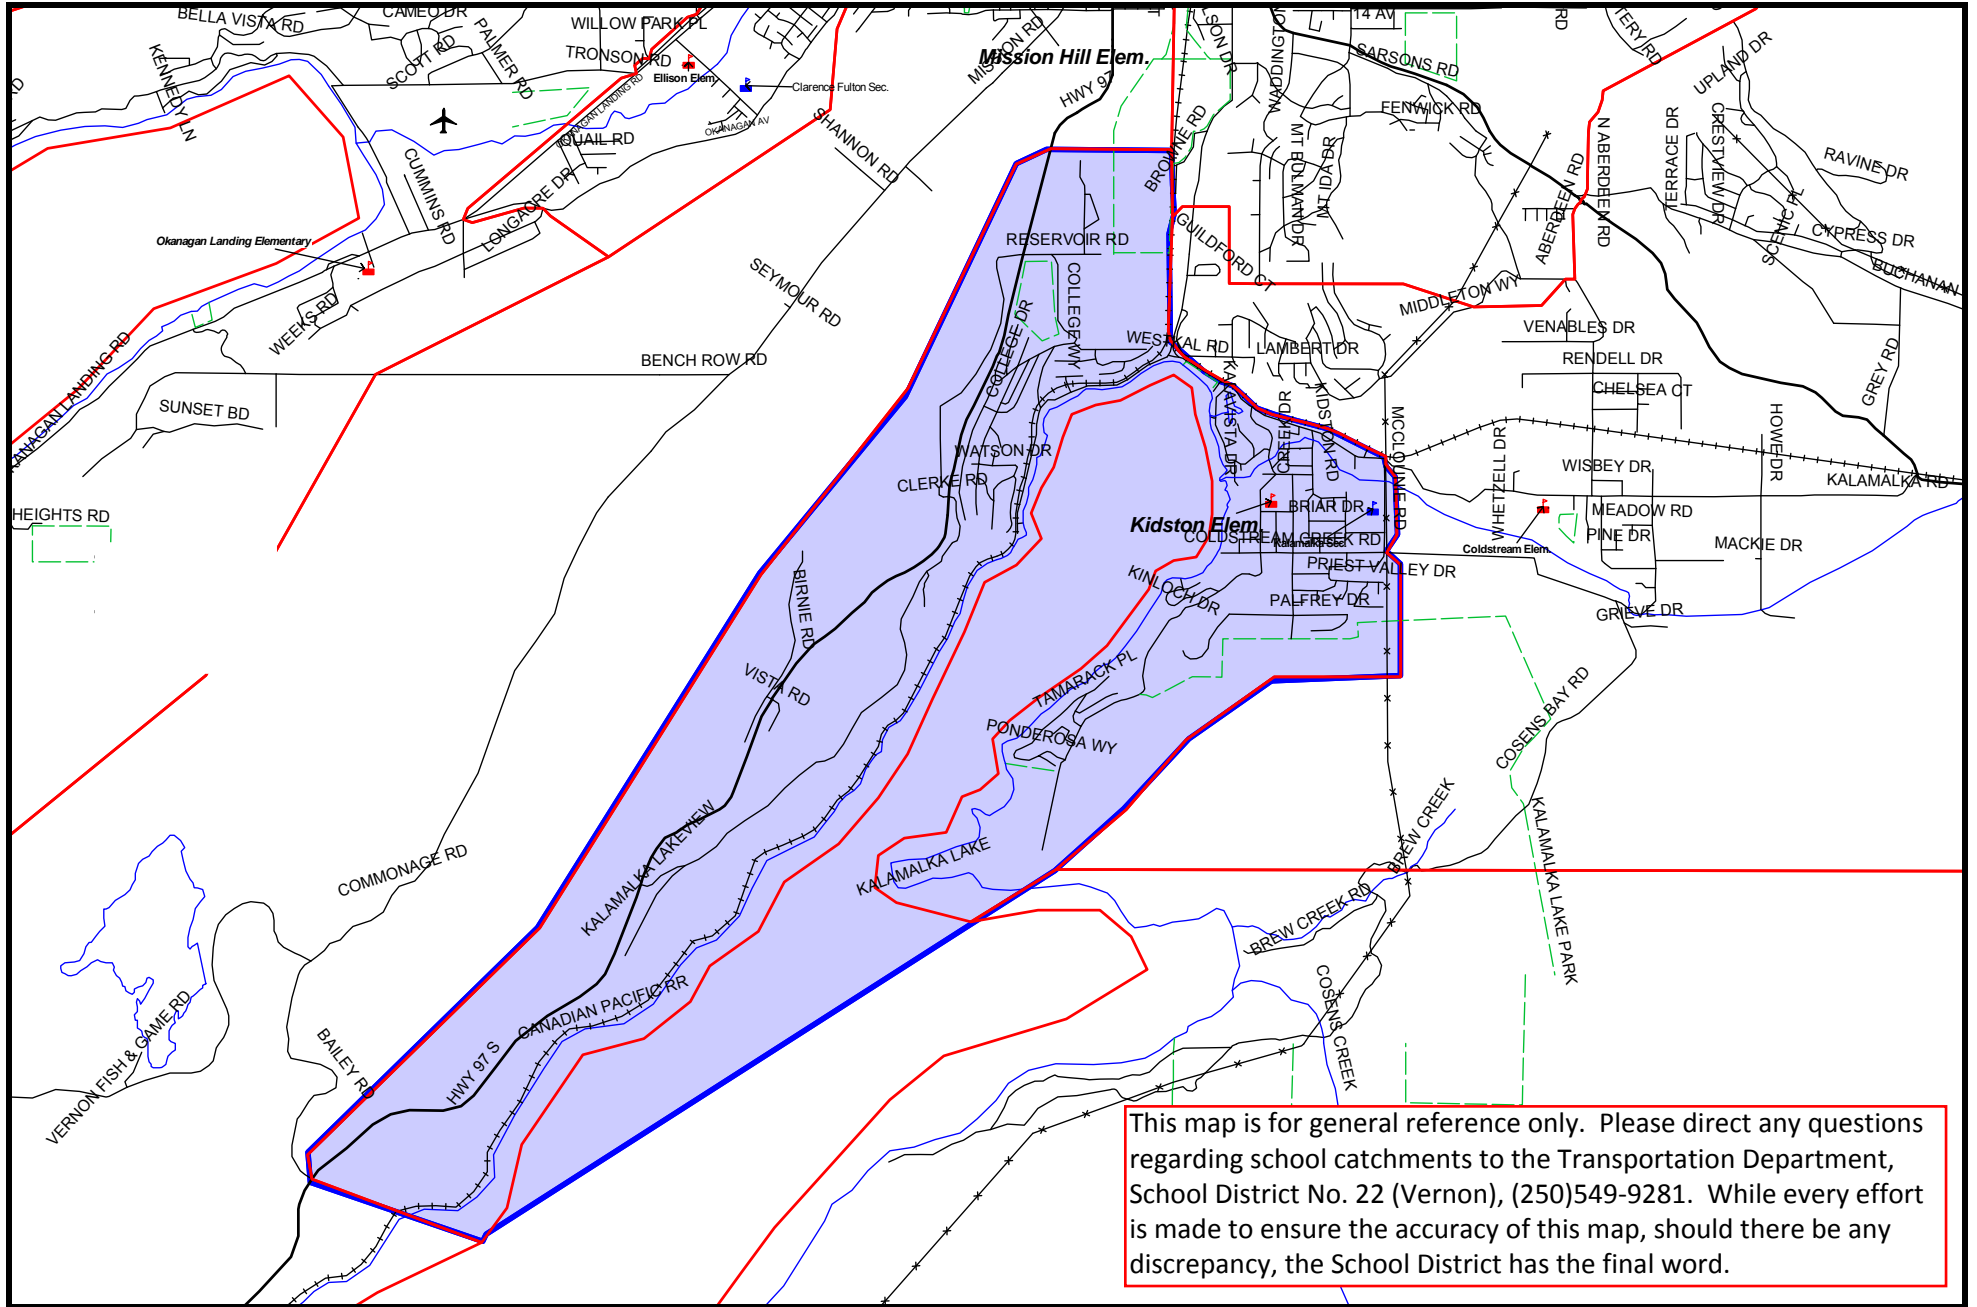 BELLA VISTA RD
CAMEO DR
WILLOW PARK PL
PALMER RD
SCOTT RD
KENNEDY LN
TRONSON RD
Ellison Elem.
Clarence Fulton Sec.
OKANAGAN LANDING RD
OKANAGAN AV
QUAIL RD
CUMMINS RD
LONGACRE DR
Okanagan Landing Elementary
WEEKS RD
SUNSET BD
BENCH ROW RD
SEYMOUR RD
SHANNON RD
MISSION RD
Mission Hill Elem.
HWY 97
BROWNE RD
14 AV
SARSONS RD
FENWICK RD
MT IDA DR
GUILDFORD CT
MIDDLETON WY
ABERDEEN RD
N ABERDEEN RD
TERRACE DR
CRESTVIEW DR
UPLAND DR
RAVINE DR
SCENIC PL
CYPRESS DR
BUCHANAN
RESERVOIR RD
COLLEGE DR
COLLEGE WY
WESTKAL RD
LAMBERT DR
VENABLES DR
RENDELL DR
CHELSEA CT
GREY RD
HOWE DR
KALAVISTA DR
CREEK DR
KIDSTON RD
MCCLOUNIE RD
WHETZELL DR
WISBEY DR
KALAMALKA RD
MEADOW RD
PINE DR
MACKIE DR
WATSON DR
CLERKE RD
Kidston Elem.
BRIAR DR
COLDSTREAM CREEK RD
Kalamalka Sec.
Coldstream Elem.
PRIEST VALLEY DR
KINLOCH DR
PALFREY DR
GRIEVE DR
HEIGHTS RD
BIRNIE RD
VISTA RD
TAMARACK PL
PONDEROSA WY
COSENS BAY RD
KALAMALKA LAKEVIEW
KALAMALKA LAKE
BREW CREEK
BREW CREEK RD
KALAMALKA LAKE PARK
COSENS CREEK
COMMONAGE RD
CANADIAN PACIFIC RR
HWY 97 S
BAILEY RD
VERNON FISH & GAME RD
This map is for general reference only. Please direct any questions
regarding school catchments to the Transportation Department,
School District No. 22 (Vernon), (250)549-9281. While every effort
is made to ensure the accuracy of this map, should there be any
discrepancy, the School District has the final word.